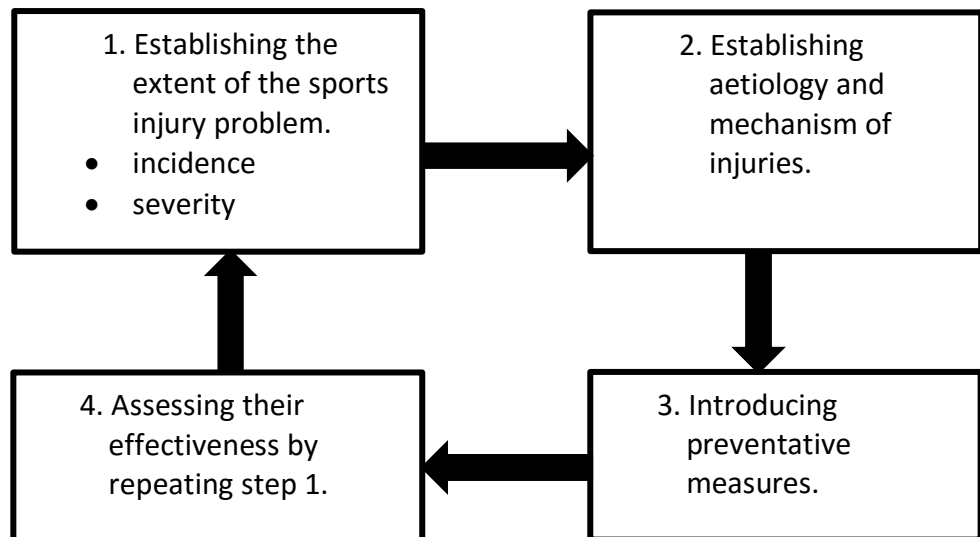 1. Establishing the
extent of the sports
injury problem.
• incidence
• severity
2. Establishing
aetiology and
mechanism of
injuries.
3. Introducing
preventative
measures.
4. Assessing their
effectiveness by
repeating step 1.